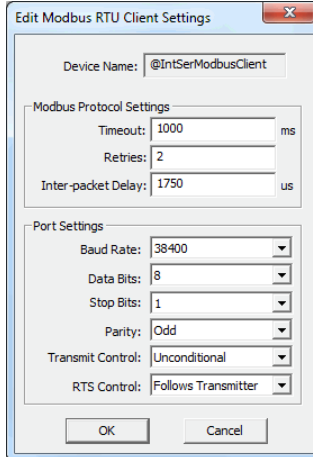 Edit Modbus RTU Client Settings
Device Name: @IntSerModbusClient
Modbus Protocol Settings
Timeout: 1000 ms
Retries: 2
Inter-packet Delay: 1750 us
Port Settings
Baud Rate: 38400
Data Bits: 8
Stop Bits: 1
Parity: Odd
Transmit Control: Unconditional
RTS Control: Follows Transmitter
OK Cancel